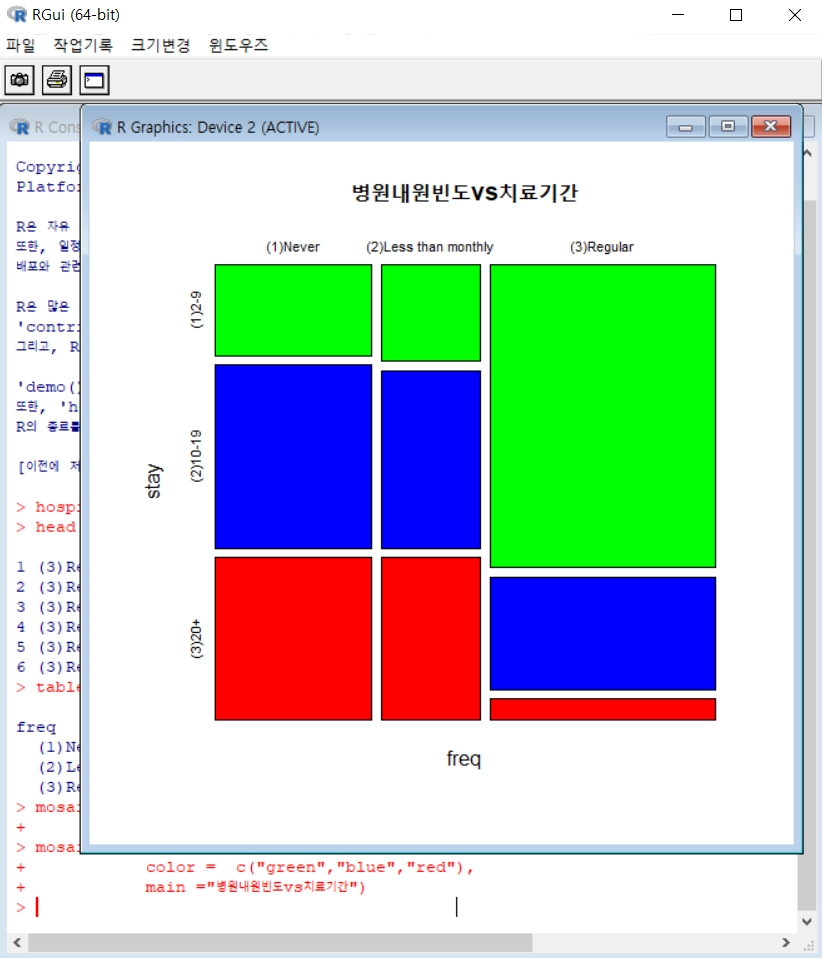 RGui (64-bit)
파일 작업기록 크기변경 윈도우즈
R Cons
R Graphics: Device 2 (ACTIVE)
병원내원빈도VS치료기간
(1)Never (2)Less than monthly (3)Regular
(1)2-9
(2)10-19
(3)20+
stay
freq
Copyri
Platfo
R은 자유
또한, 일정
배포와 관련
R은 많은
'contri
그리고, R
'demo()
또한, 'h
R의 종료를
[이전에 저
> hospi
> head
1 (3)Re
2 (3)Re
3 (3)Re
4 (3)Re
5 (3)Re
6 (3)Re
> table
freq
(1)Ne
(2)Le
(3)Re
> mosai
+
> mosai
+ color = c("green","blue","red"),
+ main ="병원내원빈도vs치료기간")
>